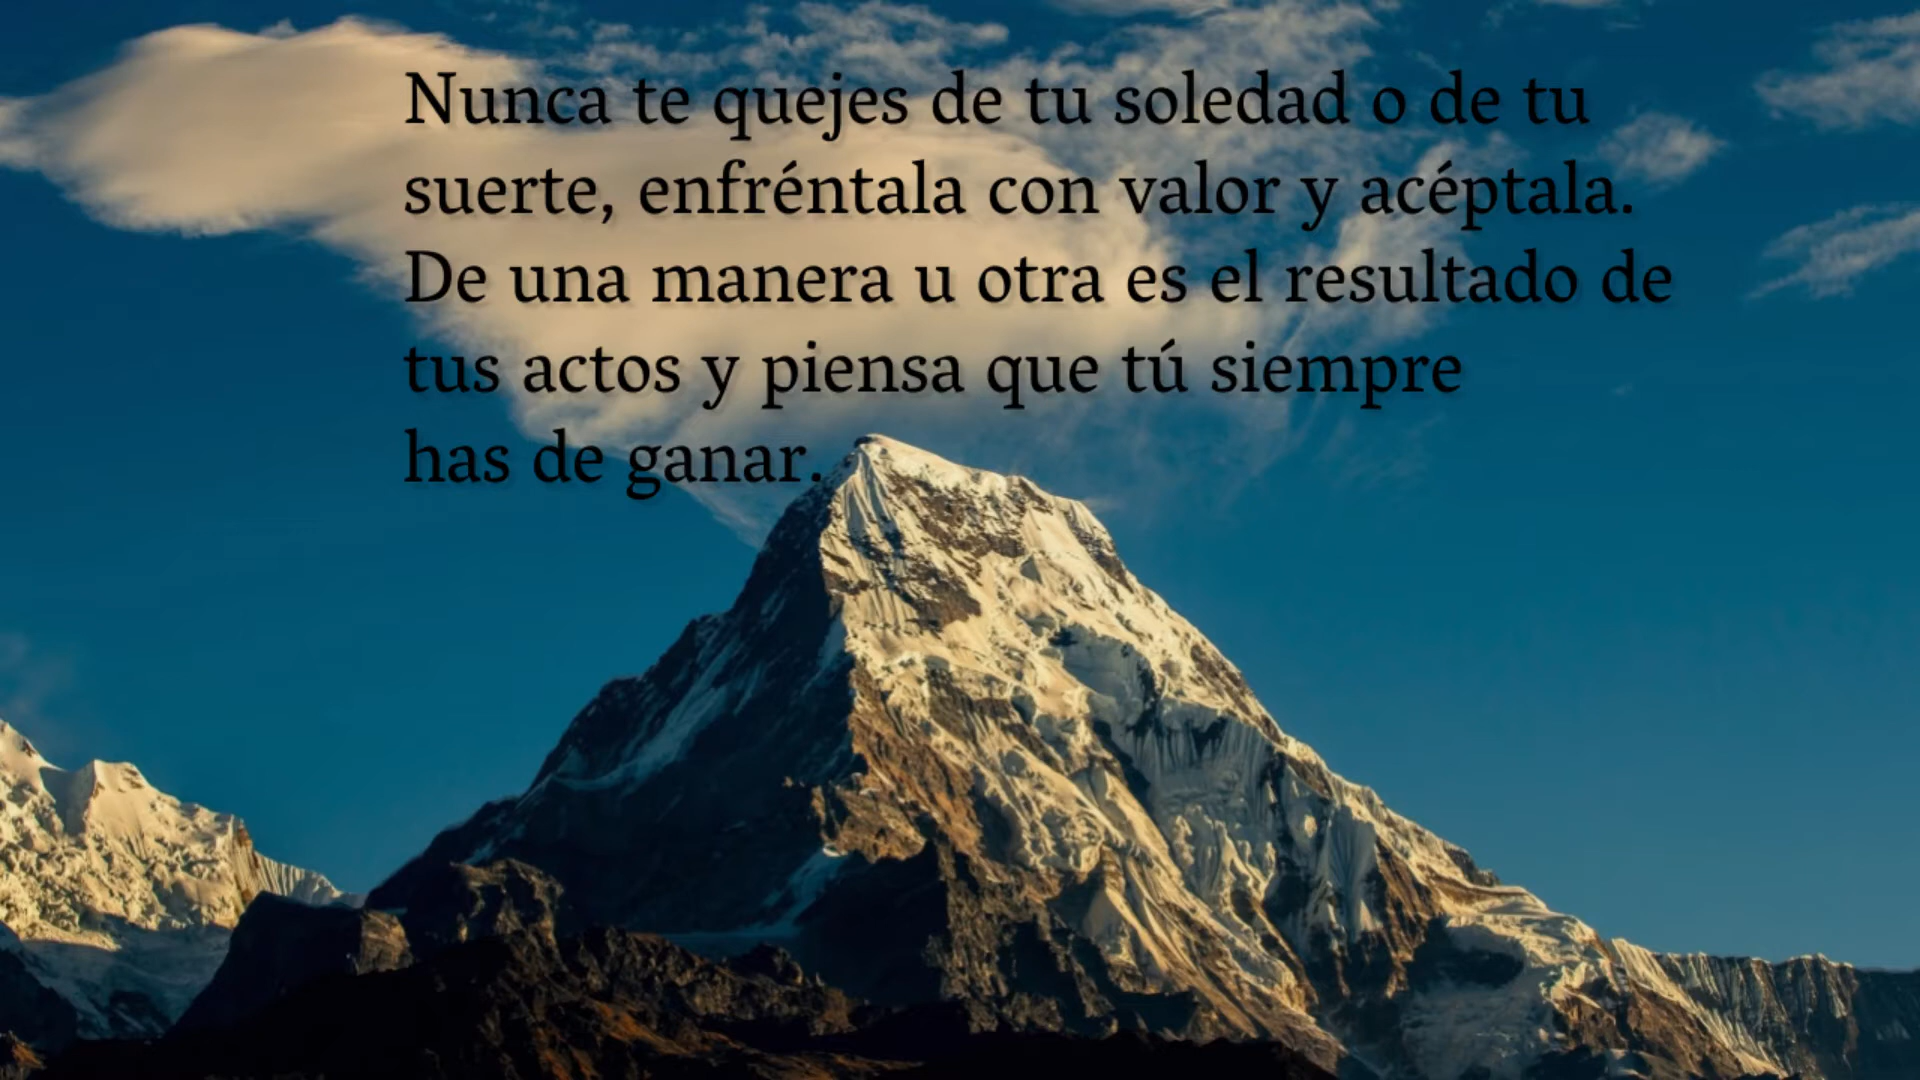 Nunca te quejes de tu soledad o de tu
suerte, enfréntala con valor y acéptala.
De una manera u otra es el resultado de
tus actos y piensa que tú siempre
has de ganar.